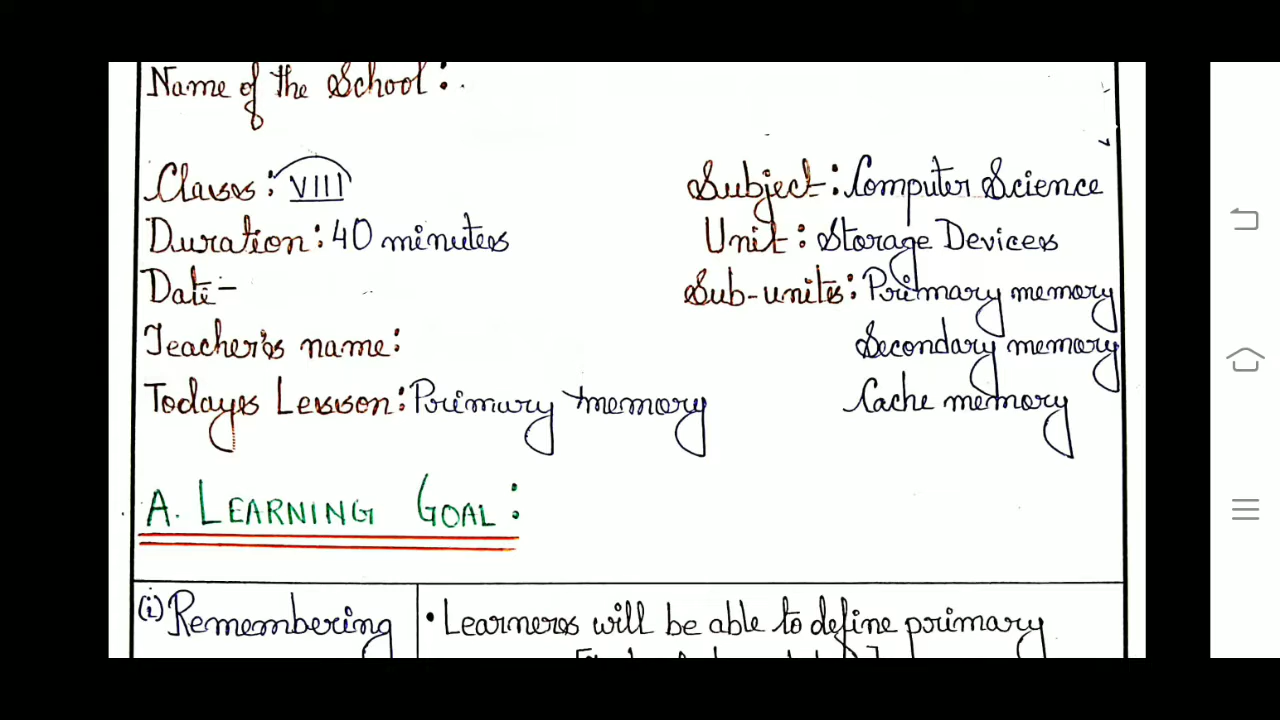 Name of the School:
Class: VIII
Subject: Computer Science
Duration: 40 minutes
Unit: Storage Devices
Date-
Sub-units: Primary memory
Teacher's name:
Secondary memory
Todays Lesson: Primary memory
Cache memory
A. LEARNING GOAL:
(i) Remembering
• Learners will be able to define primary